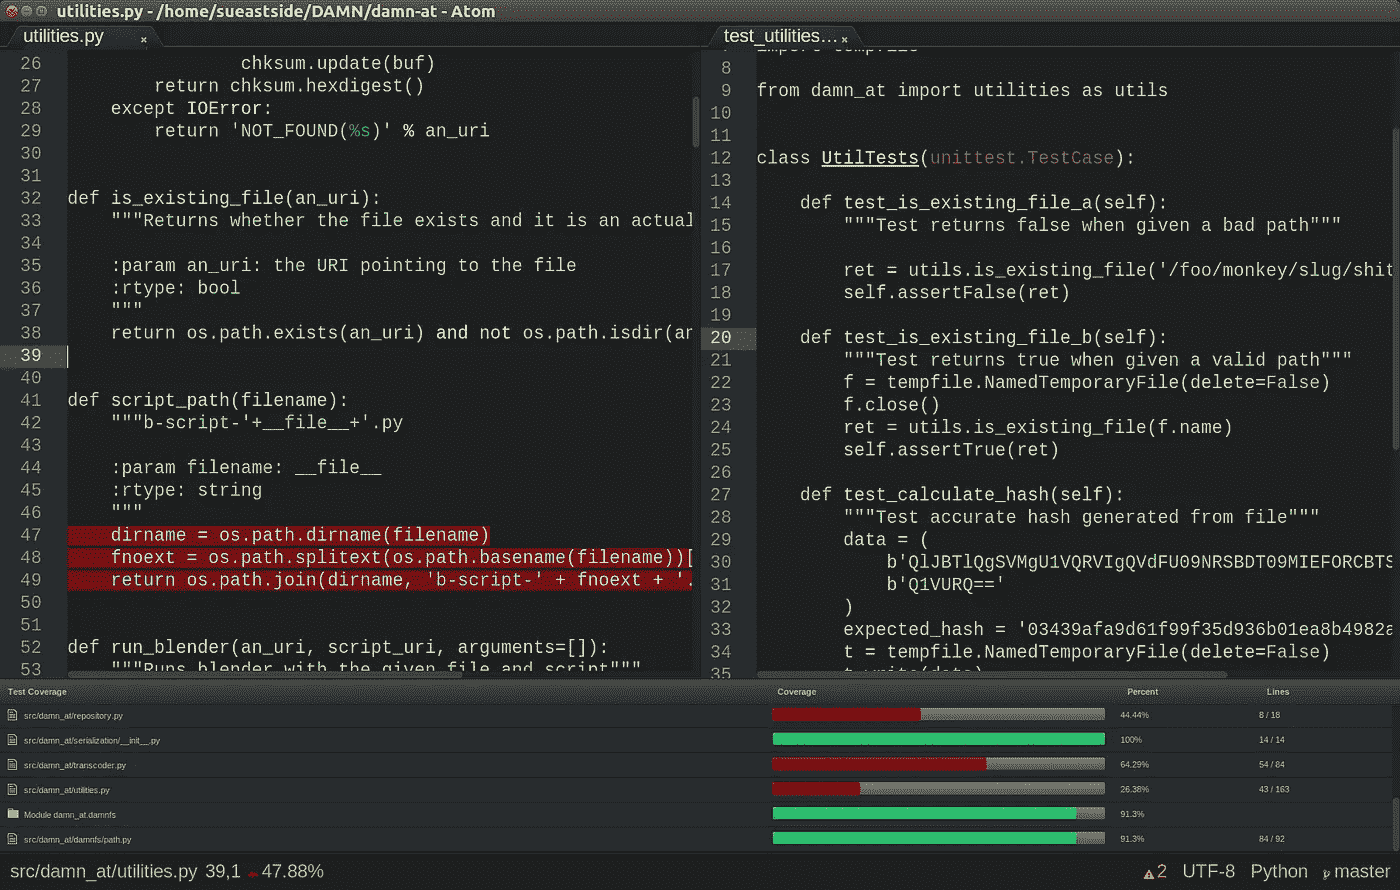 utilities.py - /home/sueastside/DAMN/damn-at - Atom
utilities.py
26 chksum.update(buf)
27 return chksum.hexdigest()
28 except IOError:
29 return 'NOT_FOUND(%s)' % an_uri
30
31
32 def is_existing_file(an_uri):
33 """Returns whether the file exists and it is an actual
34
35 :param an_uri: the URI pointing to the file
36 :rtype: bool
37 """
38 return os.path.exists(an_uri) and not os.path.isdir(an
39
40
41 def script_path(filename):
42 """b-script-'+__file__+'.py
43
44 :param filename: __file__
45 :rtype: string
46 """
47 dirname = os.path.dirname(filename)
48 fnoext = os.path.splitext(os.path.basename(filename))[
49 return os.path.join(dirname, 'b-script-' + fnoext + '.
50
51
52 def run_blender(an_uri, script_uri, arguments=[]):
53 """Runs blender with the given file and script"""
test_utilities...
import tempfile
8
9 from damn_at import utilities as utils
10
11
12 class UtilTests(unittest.TestCase):
13
14 def test_is_existing_file_a(self):
15 """Test returns false when given a bad path"""
16
17 ret = utils.is_existing_file('/foo/monkey/slug/shit
18 self.assertFalse(ret)
19
20 def test_is_existing_file_b(self):
21 """Test returns true when given a valid path"""
22 f = tempfile.NamedTemporaryFile(delete=False)
23 f.close()
24 ret = utils.is_existing_file(f.name)
25 self.assertTrue(ret)
26
27 def test_calculate_hash(self):
28 """Test accurate hash generated from file"""
29 data = (
30 b'QlJBTlQgSVMgU1VQRVIgQVdFU09NRSBDT09MIEFORCBTS
31 b'Q1VURQ=='
32 )
33 expected_hash = '03439afa9d61f99f35d936b01ea8b4982a
34 t = tempfile.NamedTemporaryFile(delete=False)
35 t.write(data)
Test Coverage Coverage Percent Lines
src/damn_at/repository.py 44.44% 8 / 18
src/damn_at/serialization/__init__.py 100% 14 / 14
src/damn_at/transcoder.py 64.29% 54 / 84
src/damn_at/utilities.py 26.38% 43 / 163
Module damn_at.damnfs 91.3%
src/damn_at/damnfs/path.py 91.3% 84 / 92
src/damn_at/utilities.py 39,1 47.88% 2 UTF-8 Python master